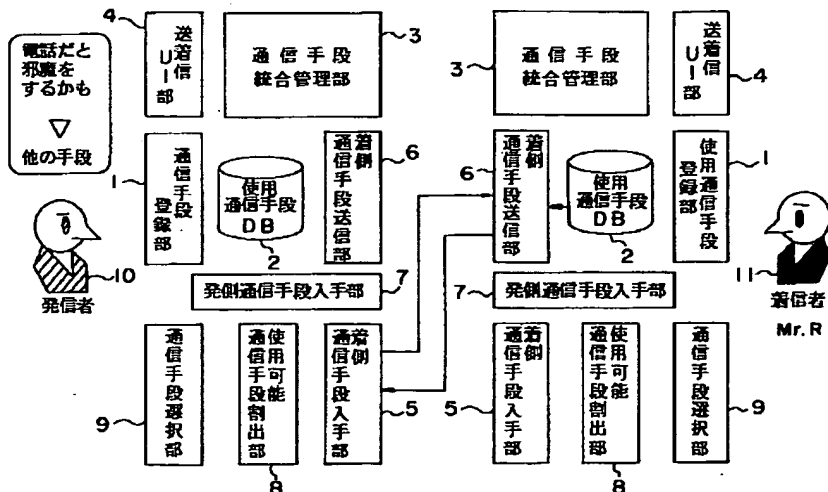 電話だと
邪魔を
するかも
▽
他の手段
4
送着信UI部
3
通信手段
統合管理部
1
通信手段
登録部
使用
通信手段
DB
2
6
着側
通信手段送信部
10
発信者
7
発側通信手段入手部
9
通信手段選択部
使用可能
通信手段割出部
8
着側
通信手段入手部
5
3
通信手段
統合管理部
送着信UI部
4
6
着側
通信手段送信部
使用
通信手段
DB
2
使用通信手段
登録部
1
11
着信者
Mr.R
7
発側通信手段入手部
5
着側
通信手段入手部
使用可能
通信手段割出部
8
通信手段選択部
9